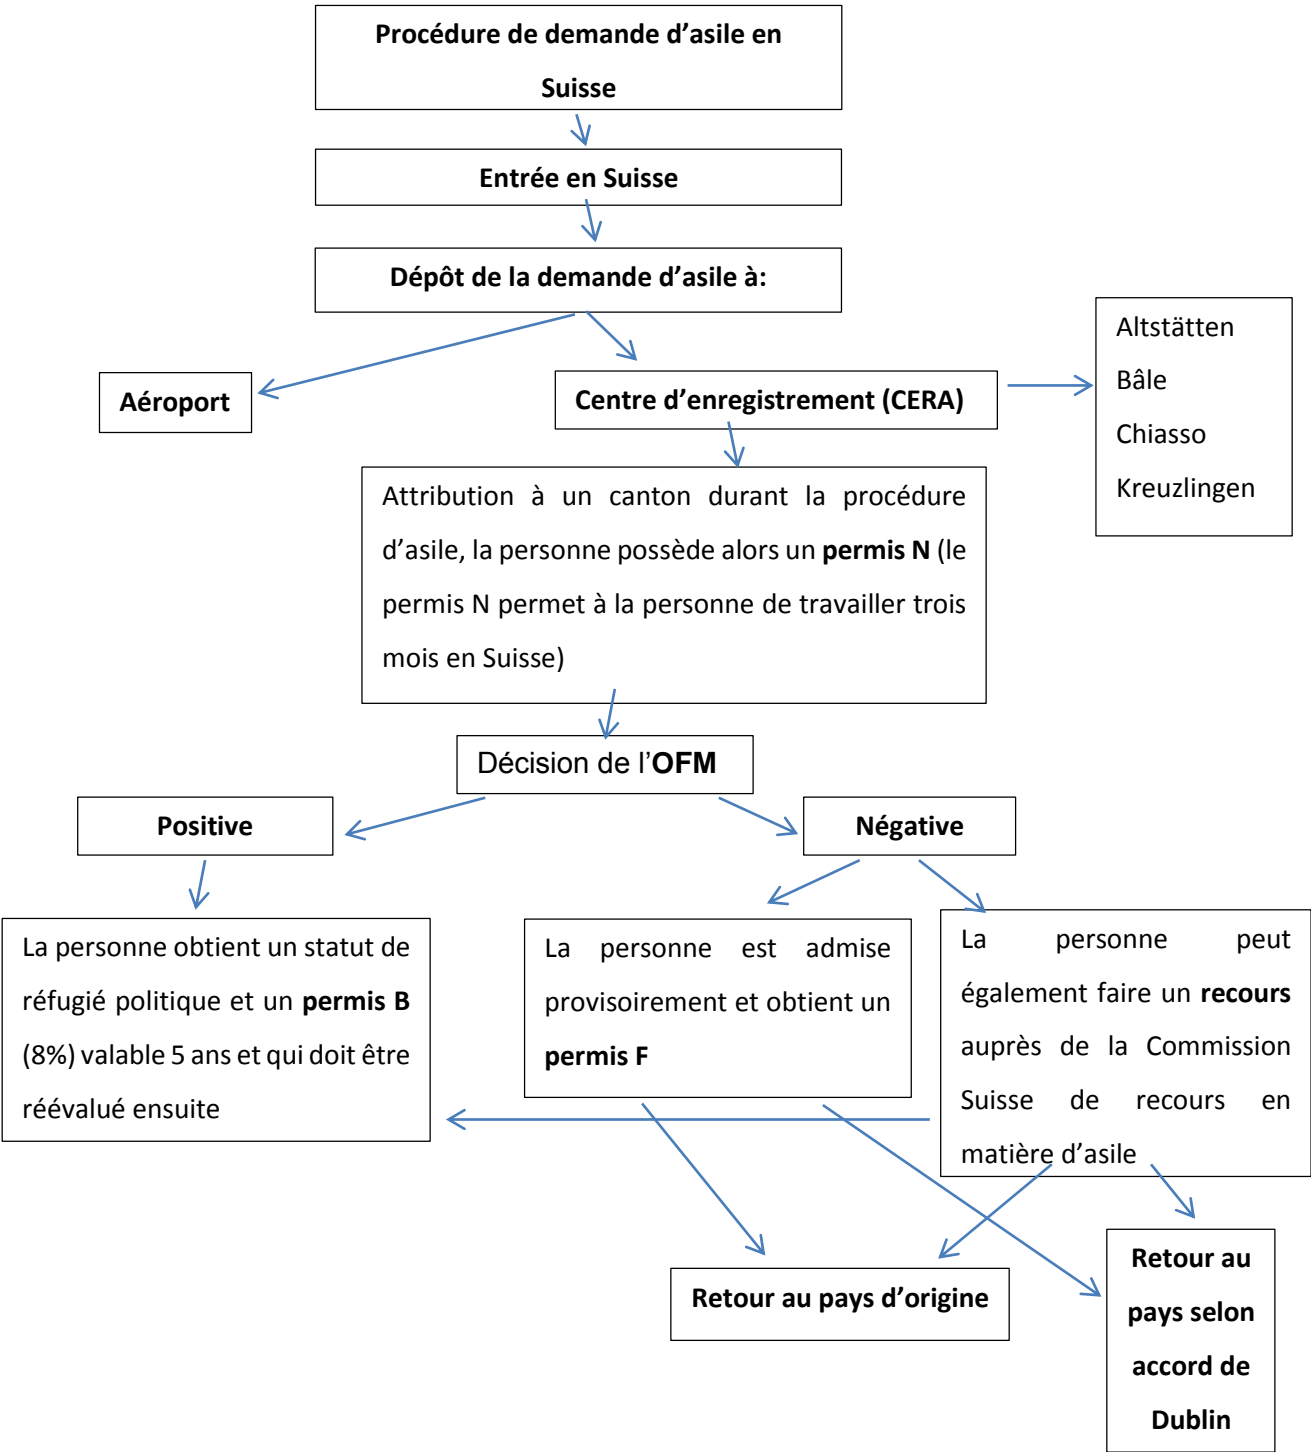 Procédure de demande d’asile en
Suisse
Entrée en Suisse
Dépôt de la demande d’asile à:
Aéroport
Centre d’enregistrement (CERA)
Altstätten
Bâle
Chiasso
Kreuzlingen
Attribution à un canton durant la procédure
d’asile, la personne possède alors un permis N (le
permis N permet à la personne de travailler trois
mois en Suisse)
Décision de l’OFM
Positive
Négative
La personne obtient un statut de
réfugié politique et un permis B
(8%) valable 5 ans et qui doit être
réévalué ensuite
La personne est admise
provisoirement et obtient un
permis F
La personne peut
également faire un recours
auprès de la Commission
Suisse de recours en
matière d’asile
Retour au pays d’origine
Retour au
pays selon
accord de
Dublin